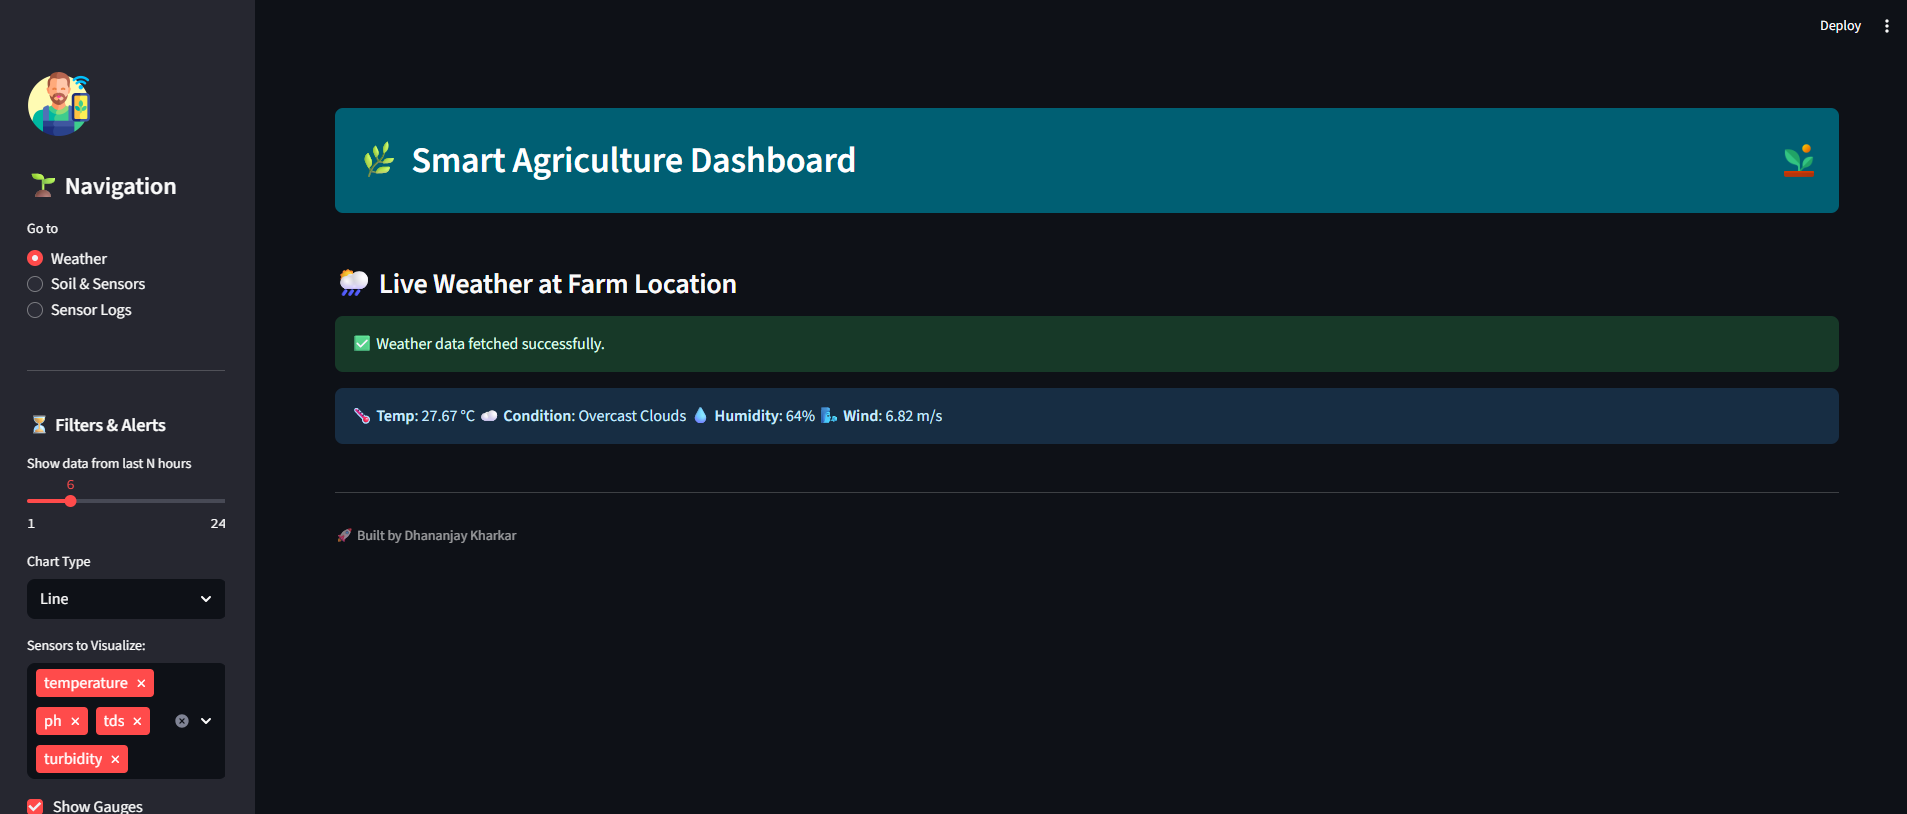 Deploy
Navigation
Go to
Weather
Soil & Sensors
Sensor Logs
Filters & Alerts
Show data from last N hours
6
1 24
Chart Type
Line
Sensors to Visualize:
temperature
ph tds
turbidity
Show Gauges
Smart Agriculture Dashboard
Live Weather at Farm Location
Weather data fetched successfully.
Temp: 27.67 °C Condition: Overcast Clouds Humidity: 64% Wind: 6.82 m/s
Built by Dhananjay Kharkar